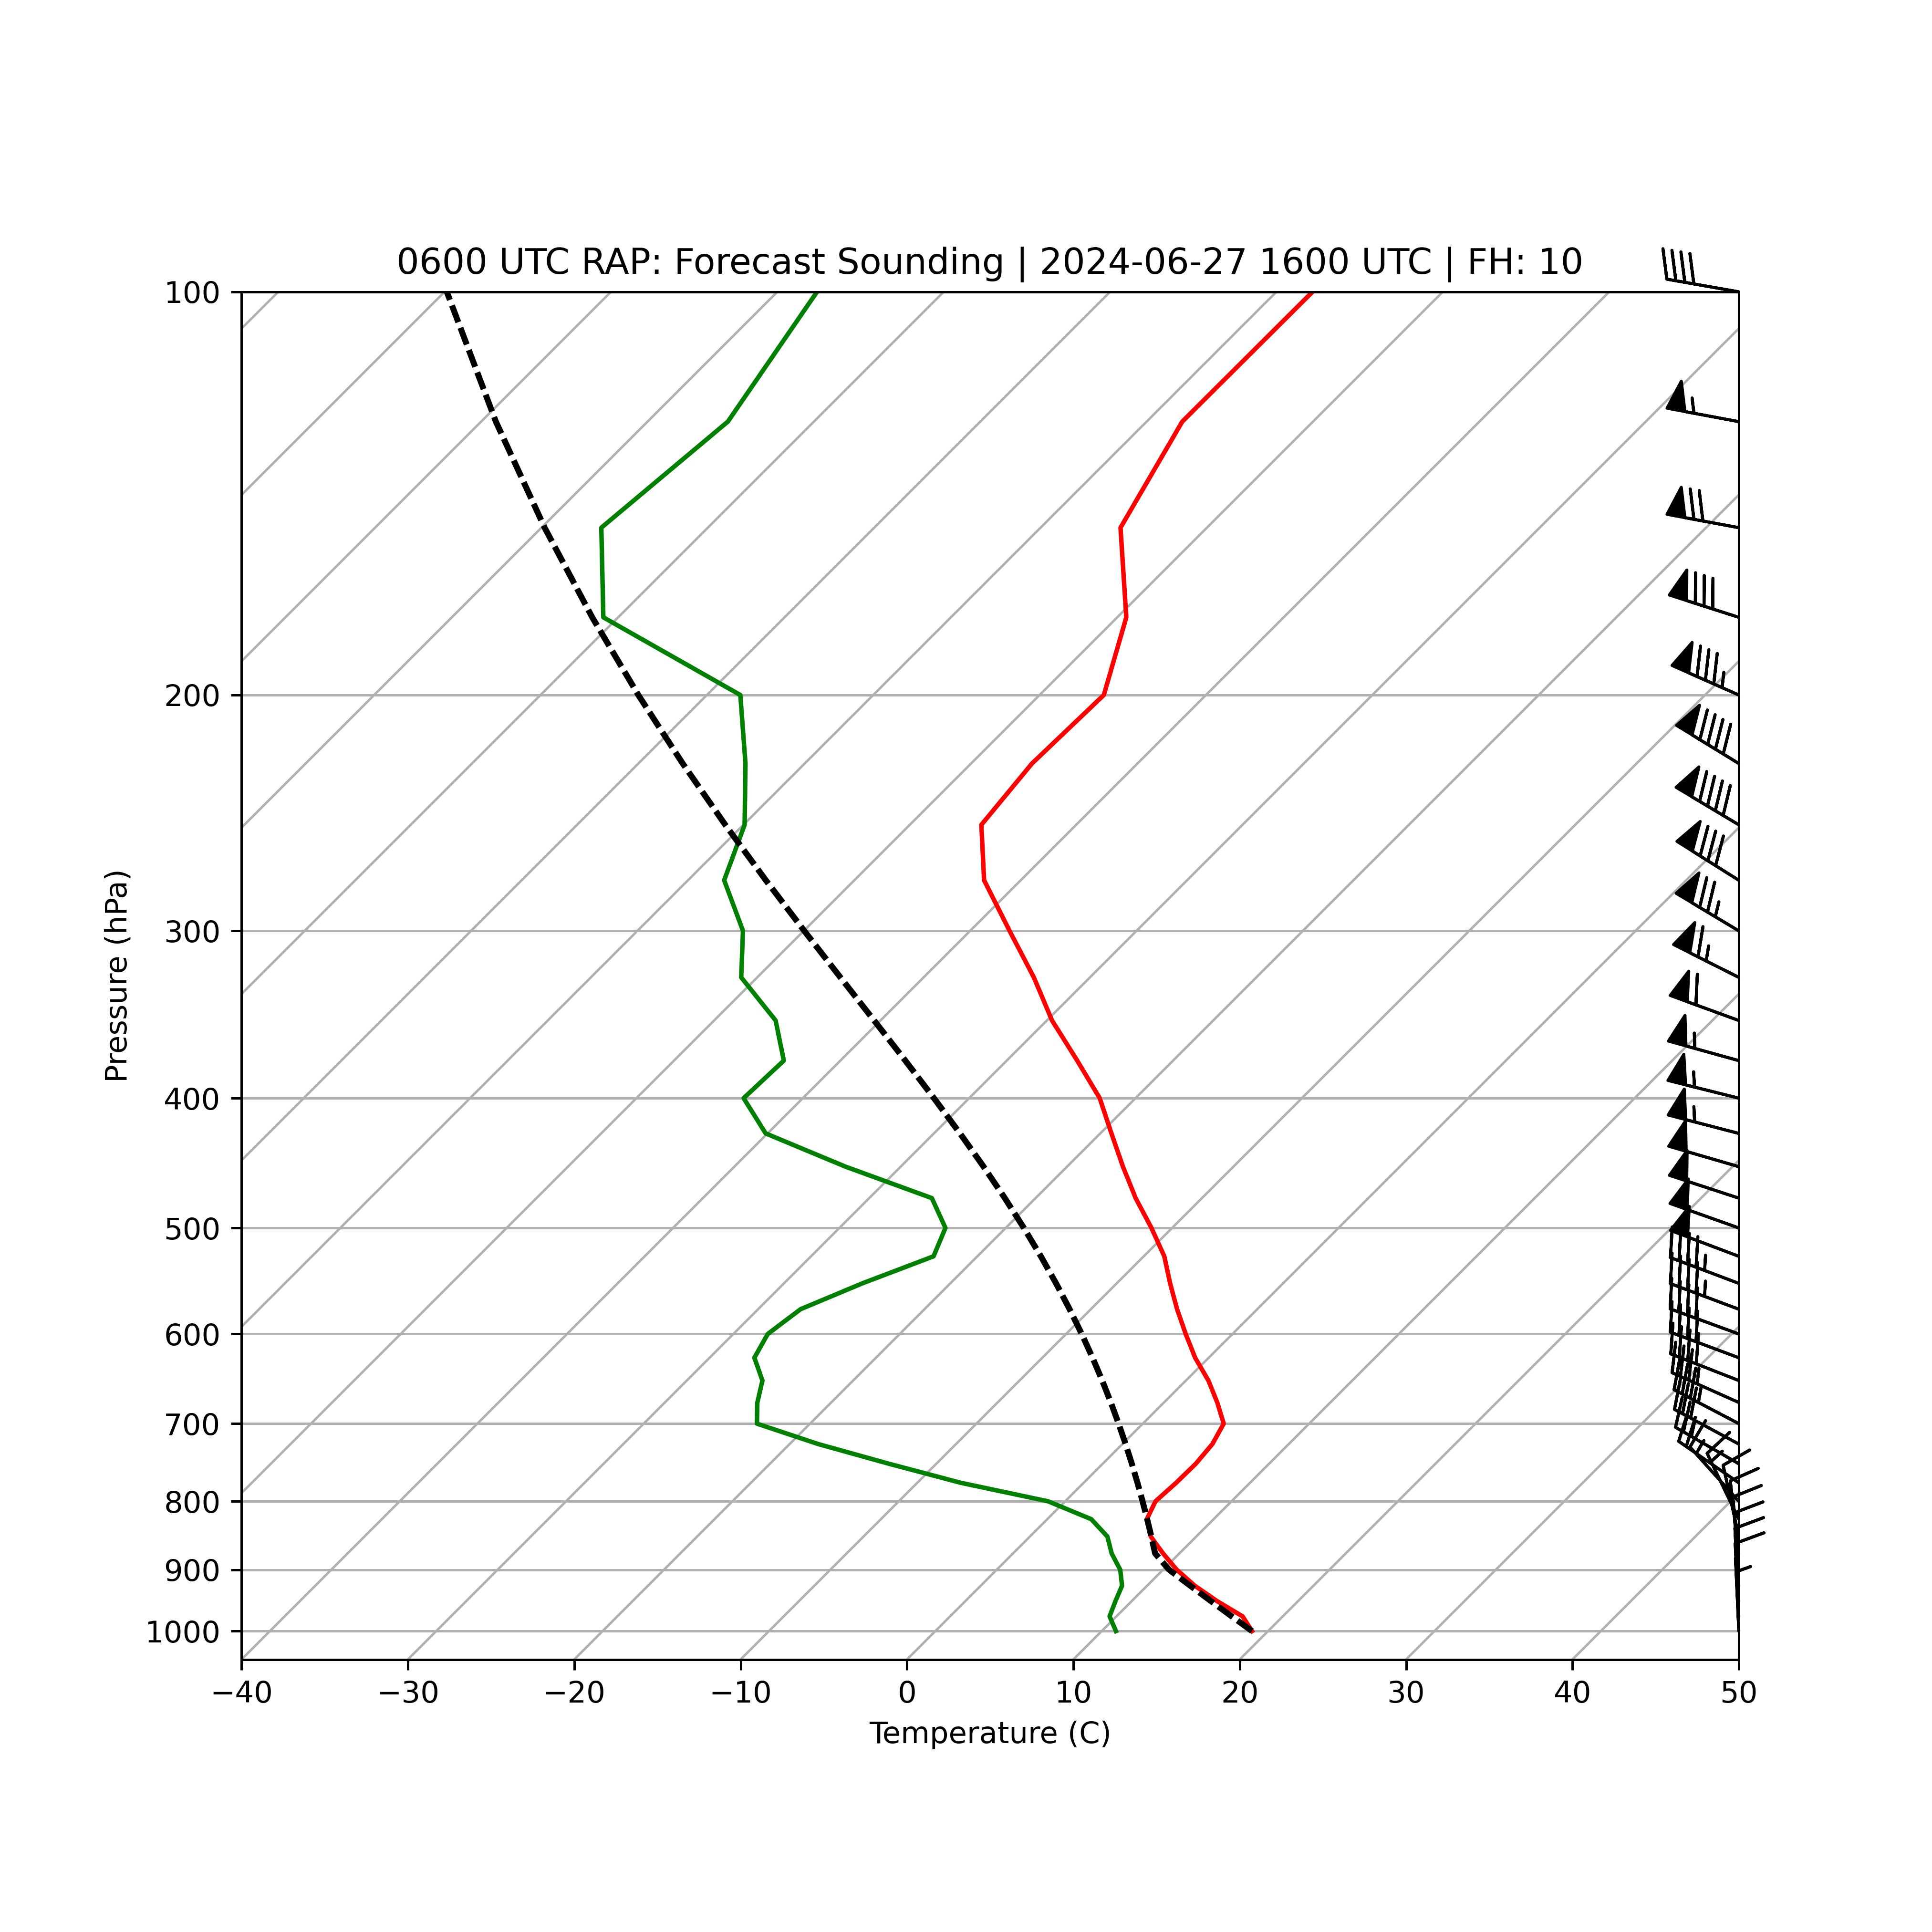 0600 UTC RAP: Forecast Sounding | 2024-06-27 1600 UTC | FH: 10
100
200
300
400
500
600
700
800
900
1000
Pressure (hPa)
−40 −30 −20 −10 0 10 20 30 40 50
Temperature (C)